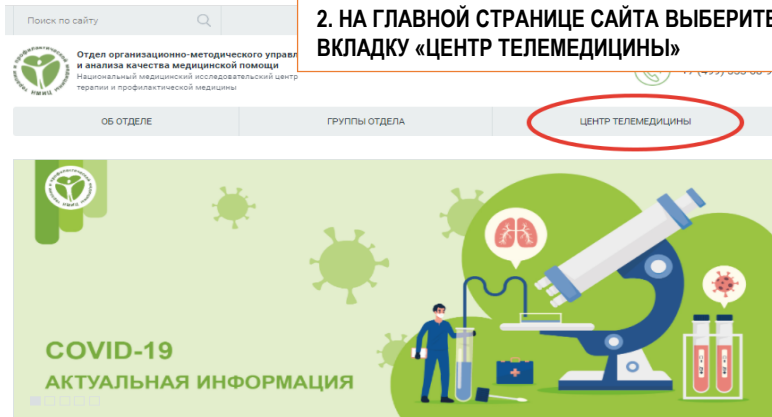 Поиск по сайту
2. НА ГЛАВНОЙ СТРАНИЦЕ САЙТА ВЫБЕРИТЕ
ВКЛАДКУ «ЦЕНТР ТЕЛЕМЕДИЦИНЫ»
Отдел организационно-методического управл
и анализа качества медицинской помощи
Национальный медицинский исследовательский центр
терапии и профилактической медицины
ОБ ОТДЕЛЕ
ГРУППЫ ОТДЕЛА
ЦЕНТР ТЕЛЕМЕДИЦИНЫ
COVID-19
АКТУАЛЬНАЯ ИНФОРМАЦИЯ